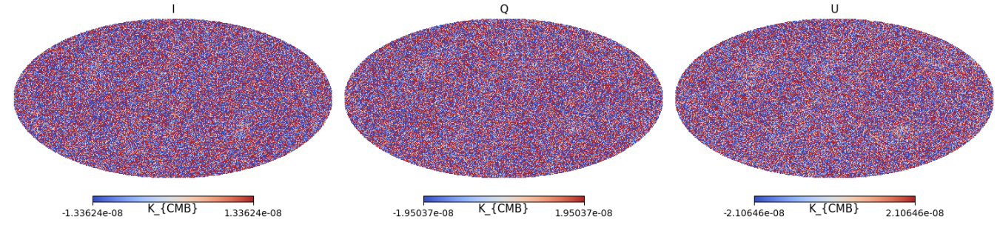 I Q U
K_{CMB} K_{CMB} K_{CMB}
-1.33624e-08 1.33624e-08 -1.95037e-08 1.95037e-08 -2.10646e-08 2.10646e-08